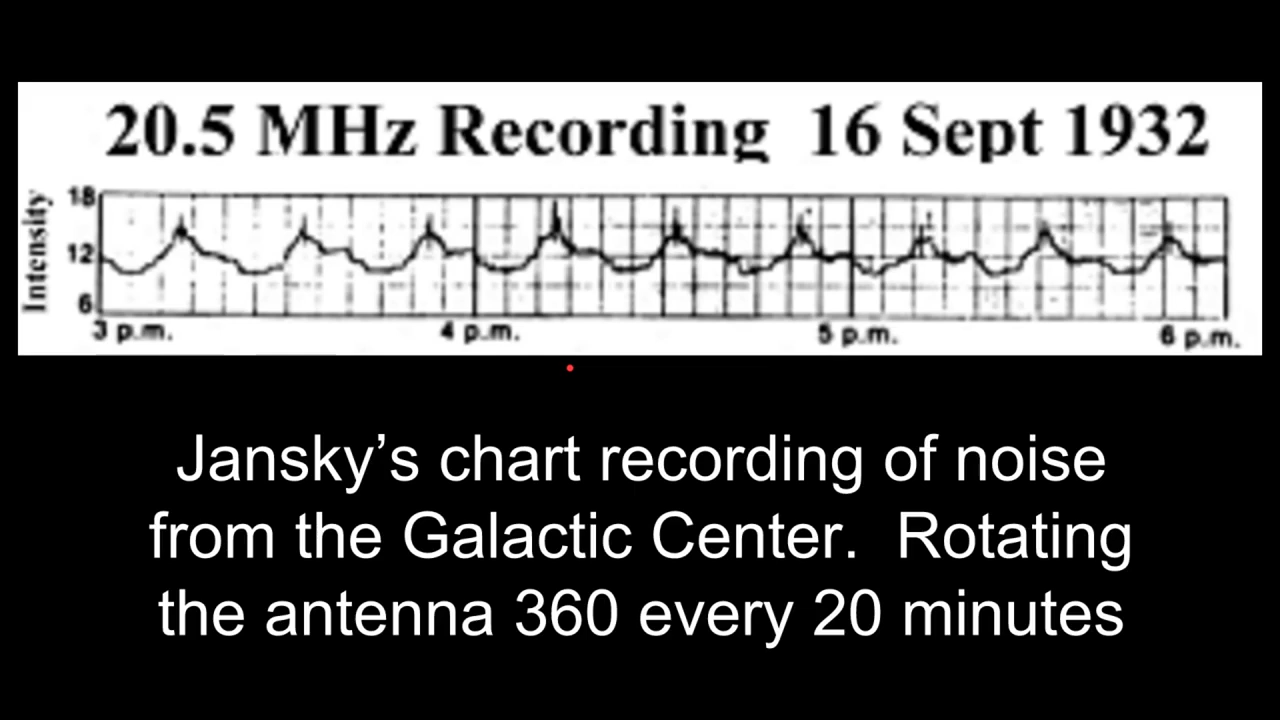 20.5 MHz Recording 16 Sept 1932
Intensity
18
12
6
3 p.m. 4 p.m. 5 p.m. 6 p.m.
Jansky’s chart recording of noise
from the Galactic Center. Rotating
the antenna 360 every 20 minutes